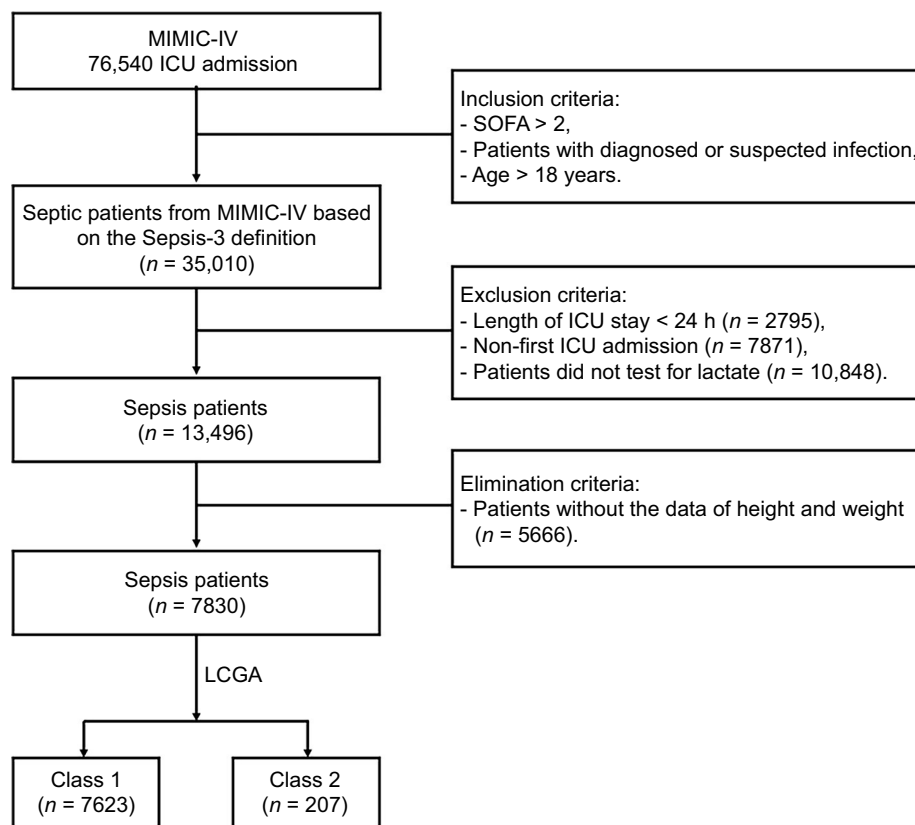 MIMIC-IV
76,540 ICU admission
Inclusion criteria:
- SOFA > 2,
- Patients with diagnosed or suspected infection,
- Age > 18 years.
Septic patients from MIMIC-IV based
on the Sepsis-3 definition
(n = 35,010)
Exclusion criteria:
- Length of ICU stay < 24 h (n = 2795),
- Non-first ICU admission (n = 7871),
- Patients did not test for lactate (n = 10,848).
Sepsis patients
(n = 13,496)
Elimination criteria:
- Patients without the data of height and weight
(n = 5666).
Sepsis patients
(n = 7830)
LCGA
Class 1
(n = 7623)
Class 2
(n = 207)